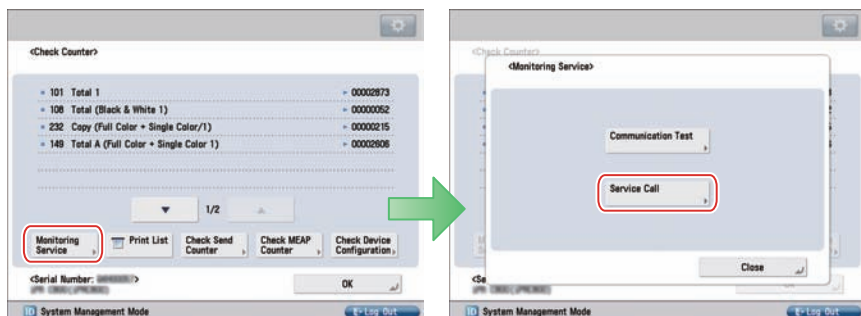 <Check Counter>
101 Total 1 00002873
108 Total (Black & White 1) 00000052
232 Copy (Full Color + Single Color/1) 00000215
149 Total A (Full Color + Single Color 1) 00002606
1/2
Monitoring
Service
Print List
Check Send
Counter
Check MEAP
Counter
Check Device
Configuration
<Serial Number: >
OK
ID System Management Mode
Log Out
<Check Counter>
<Monitoring Service>
Communication Test
Service Call
Close
<Se
ID System Management Mode
Log Out